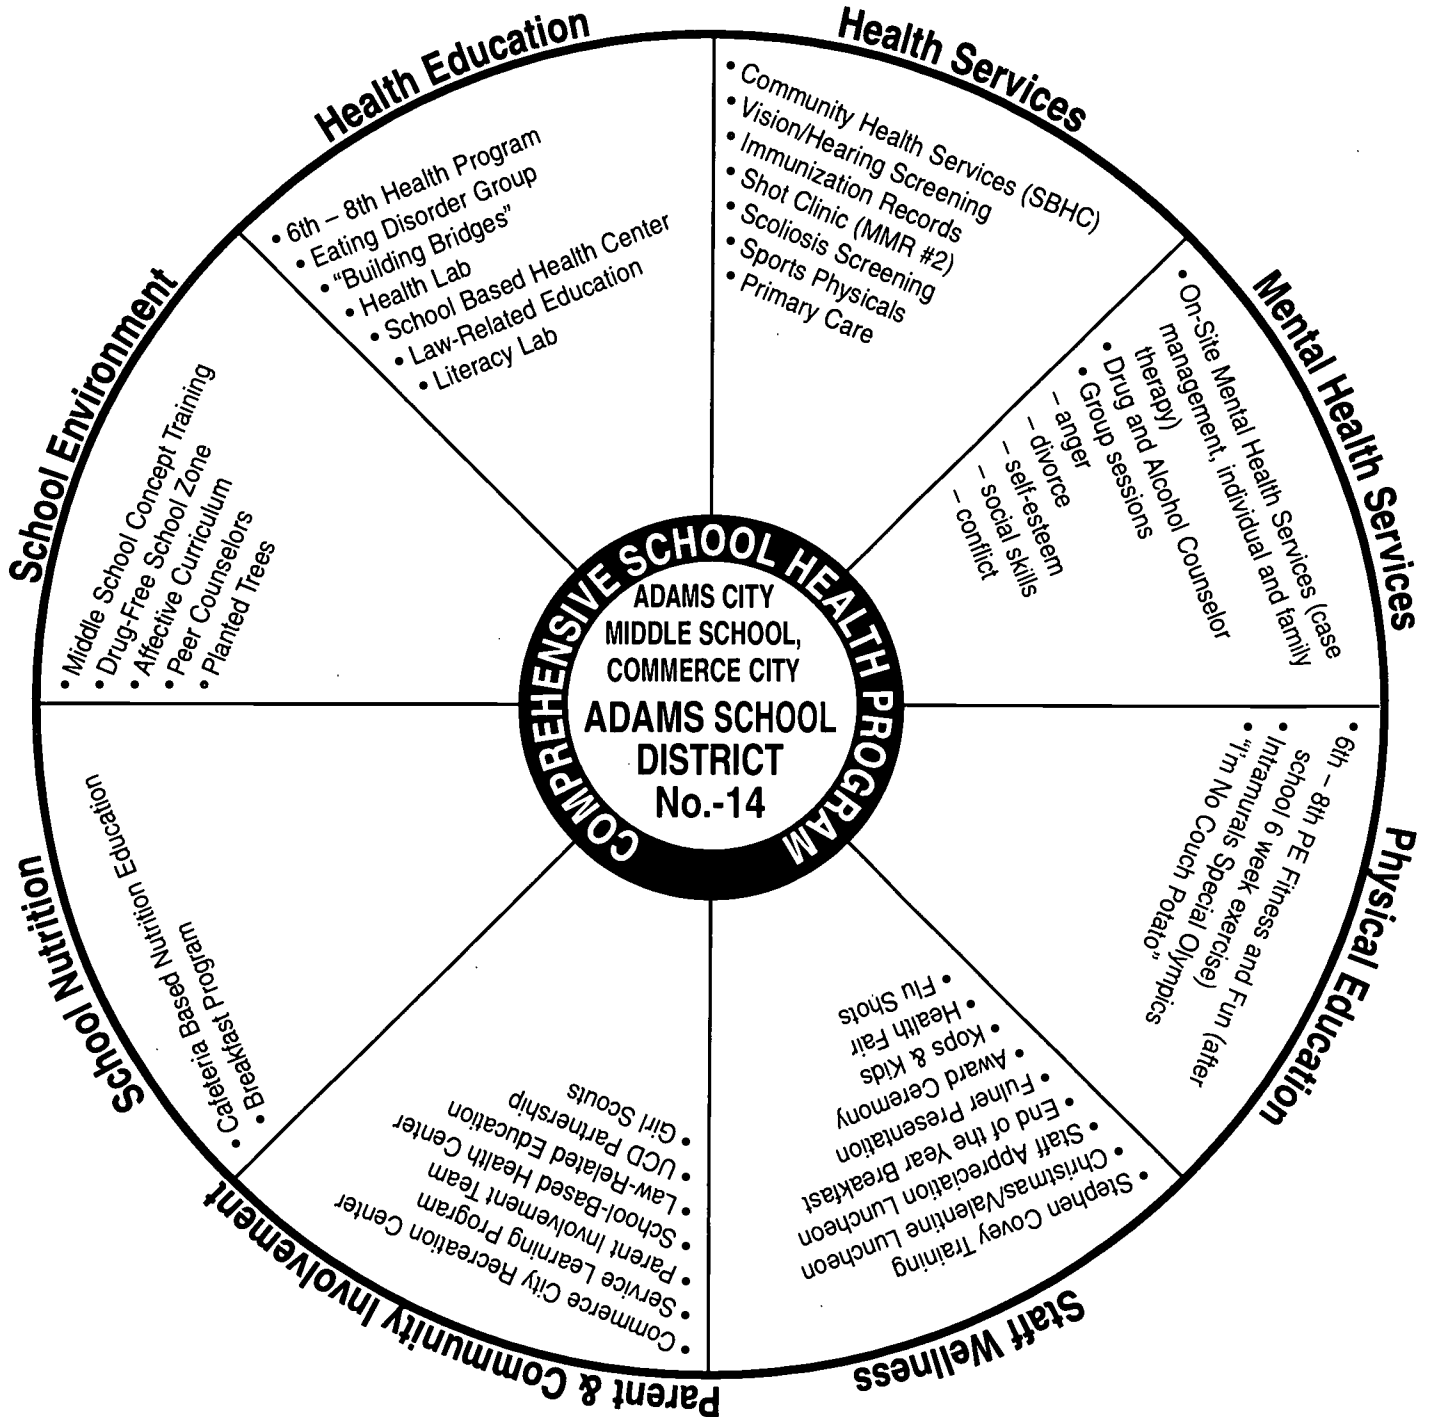 Health Education
• 6th – 8th Health Program
• Eating Disorder Group
• "Building Bridges"
• Health Lab
• School Based Health Center
• Law-Related Education
• Literacy Lab
Health Services
• Community Health Services (SBHC)
• Vision/Hearing Screening
• Immunization Records
• Shot Clinic (MMR #2)
• Scoliosis Screening
• Sports Physicals
• Primary Care
Mental Health Services
• On-Site Mental Health Services (case
management, individual and family
therapy)
• Drug and Alcohol Counselor
• Group sessions
– anger
– divorce
– self-esteem
– social skills
– conflict
Physical Education
• 6th – 8th PE Fitness and Fun (after
school 6 week exercise)
• Intramurals Special Olympics
• "I'm No Couch Potato"
Staff Wellness
• Stephen Covey Training
• Christmas/Valentine Luncheon
• Staff Appreciation Luncheon
• End of the Year Breakfast
• Fulner Presentation
• Award Ceremony
• Kops & Kids
• Health Fair
• Flu Shots
Parent & Community Involvement
• Commerce City Recreation Center
• Service Learning Program
• Parent Involvement Team
• School-Based Health Center
• Law-Related Education
• UCD Partnership
• Girl Scouts
School Nutrition
• Cafeteria Based Nutrition Education
• Breakfast Program
School Environment
• Middle School Concept Training
• Drug-Free School Zone
• Affective Curriculum
• Peer Counselors
• Planted Trees
COMPREHENSIVE SCHOOL HEALTH PROGRAM
ADAMS CITY
MIDDLE SCHOOL,
COMMERCE CITY
ADAMS SCHOOL
DISTRICT
No.-14